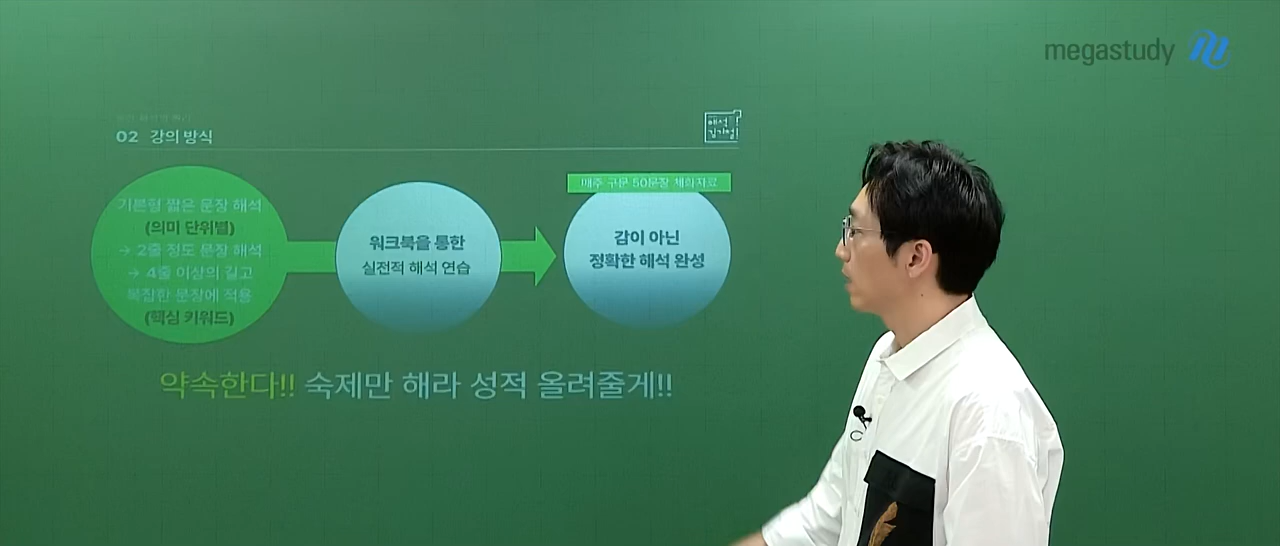 megastudy
02 강의 방식
기본형 짧은 문장 해석
(의미 단위별)
→ 2줄 정도 문장 해석
→ 4줄 이상의 길고
복잡한 문장에 적용
(핵심 키워드)
워크북을 통한
실전적 해석 연습
매주 구문 50문장 체화자료
감이 아닌
정확한 해석 완성
약속한다!! 숙제만 해라 성적 올려줄게!!